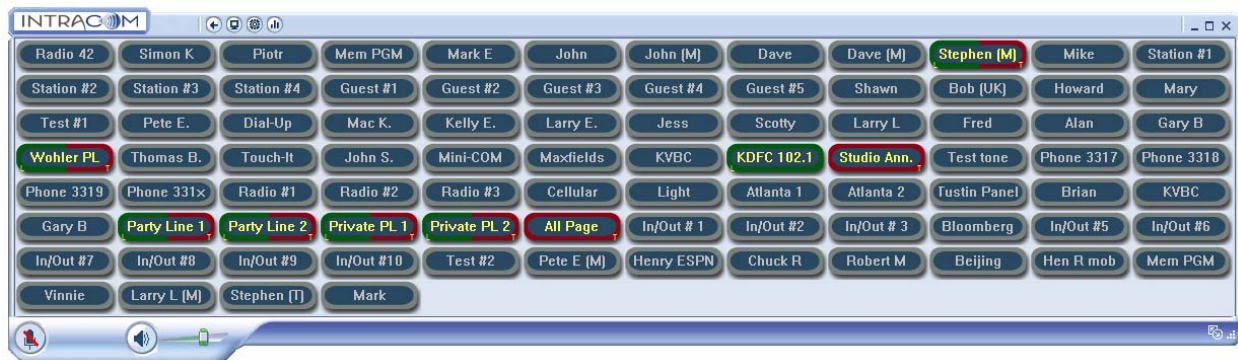 INTRACOM
Radio 42 Simon K Piotr Mem PGM Mark E John John (M) Dave Dave (M) Stephen (M) Mike Station #1
Station #2 Station #3 Station #4 Guest #1 Guest #2 Guest #3 Guest #4 Guest #5 Shawn Bob (UK) Howard Mary
Test #1 Pete E. Dial-Up Mac K. Kelly E. Larry E. Jess Scotty Larry L Fred Alan Gary B
Wohler PL Thomas B. Touch-It John S. Mini-COM Maxfields KVBC KDFC 102.1 Studio Ann. Test tone Phone 3317 Phone 3318
Phone 3319 Phone 331x Radio #1 Radio #2 Radio #3 Cellular Light Atlanta 1 Atlanta 2 Tustin Panel Brian KVBC
Gary B Party Line 1 Party Line 2 Private PL 1 Private PL 2 All Page In/Out # 1 In/Out #2 In/Out # 3 Bloomberg In/Out #5 In/Out #6
In/Out #7 In/Out #8 In/Out #9 In/Out #10 Test #2 Pete E (M) Henry ESPN Chuck R Robert M Beijing Hen R mob Mem PGM
Vinnie Larry L (M) Stephen (T) Mark